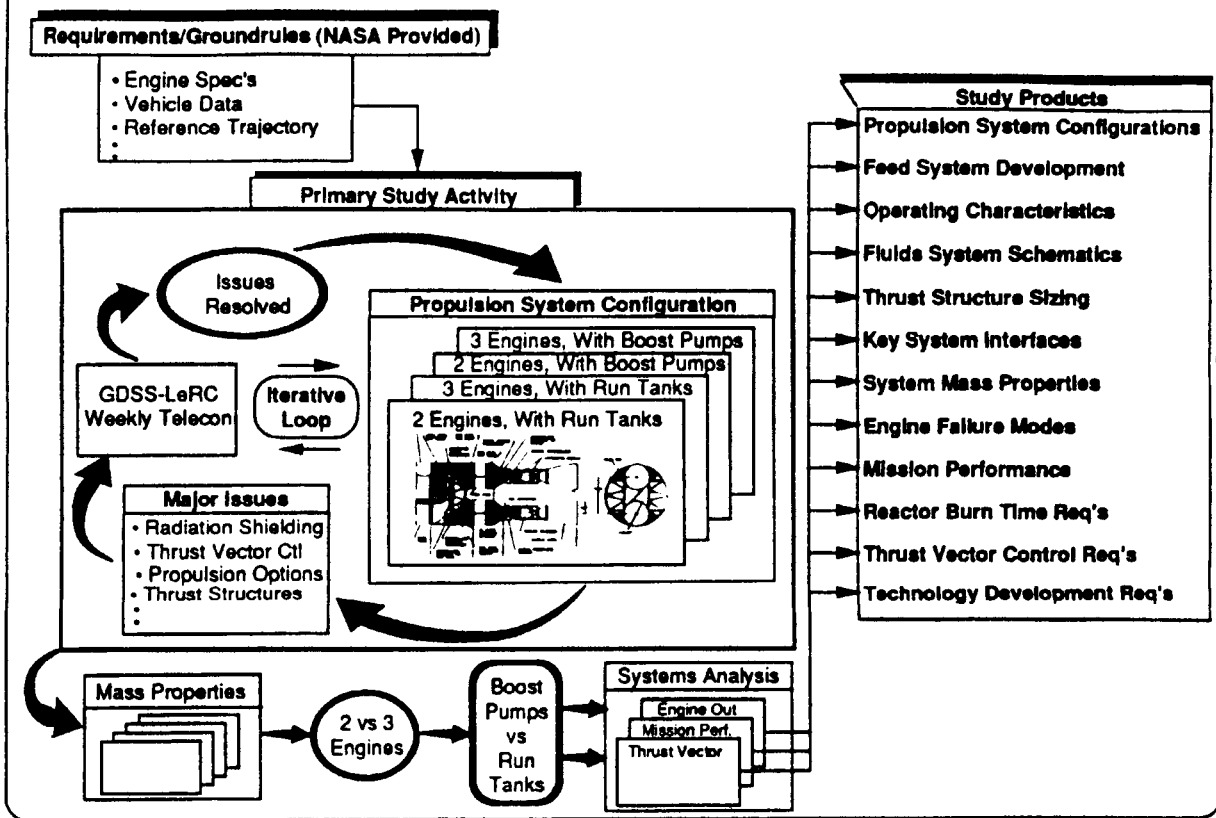 Requirements/Groundrules (NASA Provided)
• Engine Spec's
• Vehicle Data
• Reference Trajectory
•
•
Primary Study Activity
Issues
Resolved
GDSS-LeRC
Weekly Telecon
Iterative
Loop
Major Issues
• Radiation Shielding
• Thrust Vector Ctl
• Propulsion Options
• Thrust Structures
•
•
Propulsion System Configuration
3 Engines, With Boost Pumps
2 Engines, With Boost Pumps
3 Engines, With Run Tanks
2 Engines, With Run Tanks
Mass Properties
2 vs 3
Engines
Boost
Pumps
vs
Run
Tanks
Systems Analysis
Engine Out
Mission Perf.
Thrust Vector
Study Products
Propulsion System Configurations
Feed System Development
Operating Characteristics
Fluids System Schematics
Thrust Structure Sizing
Key System Interfaces
System Mass Properties
Engine Failure Modes
Mission Performance
Reactor Burn Time Req's
Thrust Vector Control Req's
Technology Development Req's